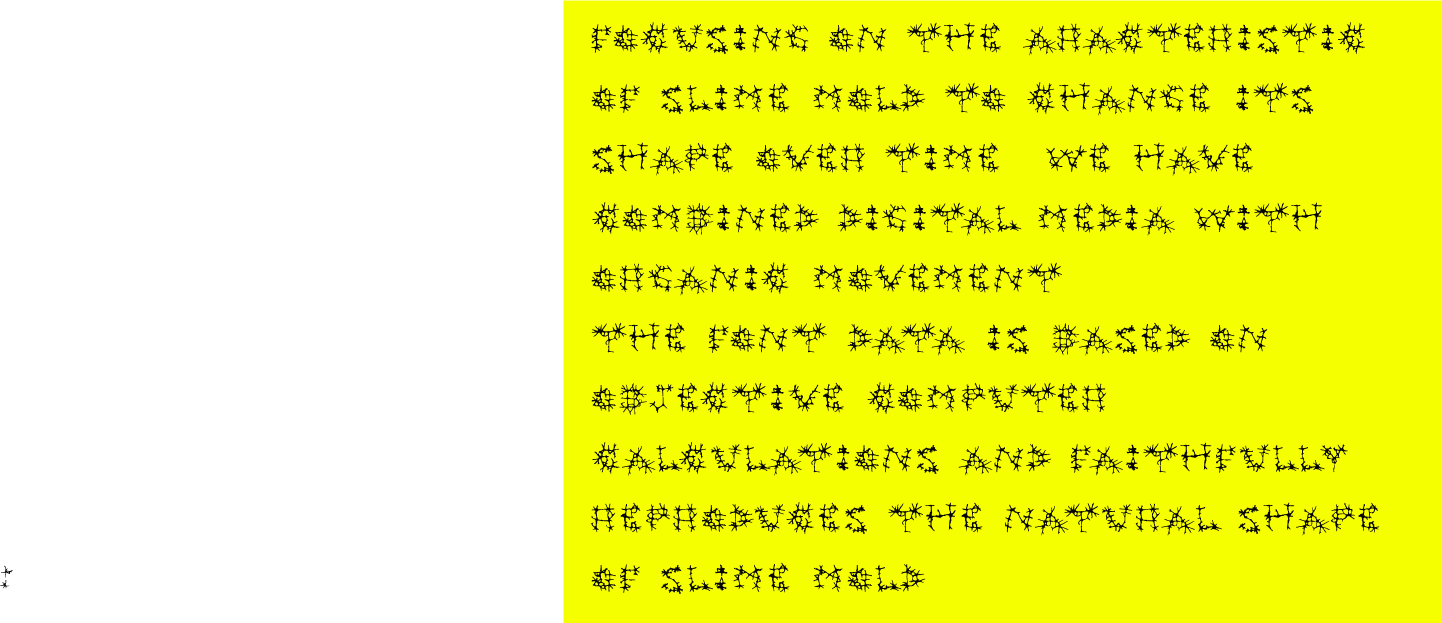 FOCUSING ON THE ARACTERISTIC
OF SLIME MOLD TO CHANGE ITS
SHAPE OVER TIME WE HAVE
COMBINED DIGITAL MEDIA WITH
ORGANIC MOVEMENT
THE FONT DATA IS BASED ON
OBJECTIVE COMPUTER
CALCULATIONS AND FAITHFULLY
REPRODUCES THE NATURAL SHAPE
OF SLIME MOLD